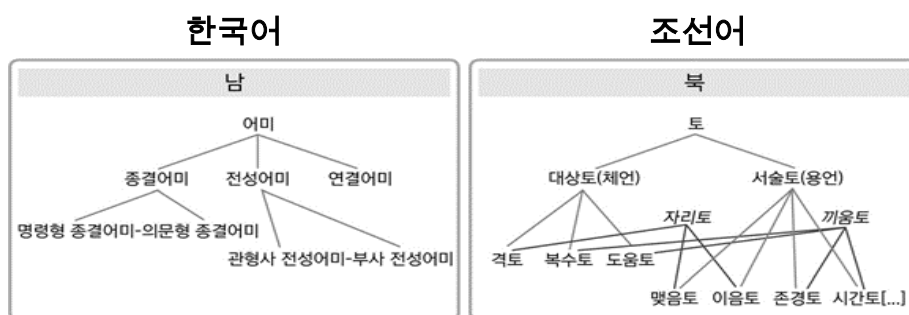 한국어
조선어
남
북
어미
종결어미 전성어미 연결어미
명령형 종결어미-의문형 종결어미
관형사 전성어미-부사 전성어미
토
대상토(체언) 서술토(용언)
자리토 끼움토
격토 복수토 도움토
맺음토 이음토 존경토 시간토[...]